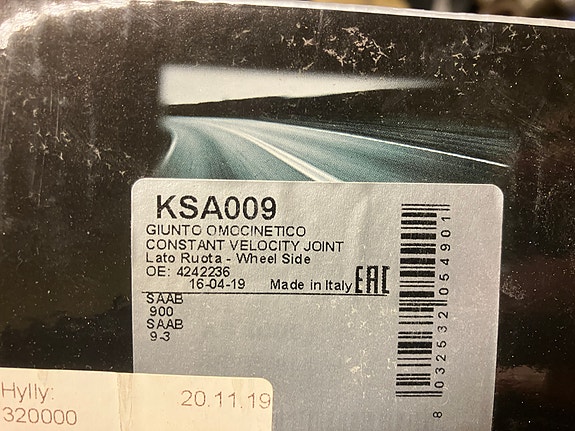 KSA009
GIUNTO OMOCINETICO
CONSTANT VELOCITY JOINT
Lato Ruota - Wheel Side
OE: 4242236
16-04-19 Made in Italy EAC
SAAB
900
SAAB
9-3
8 032532 054901
Hylly: 20.11.19
320000